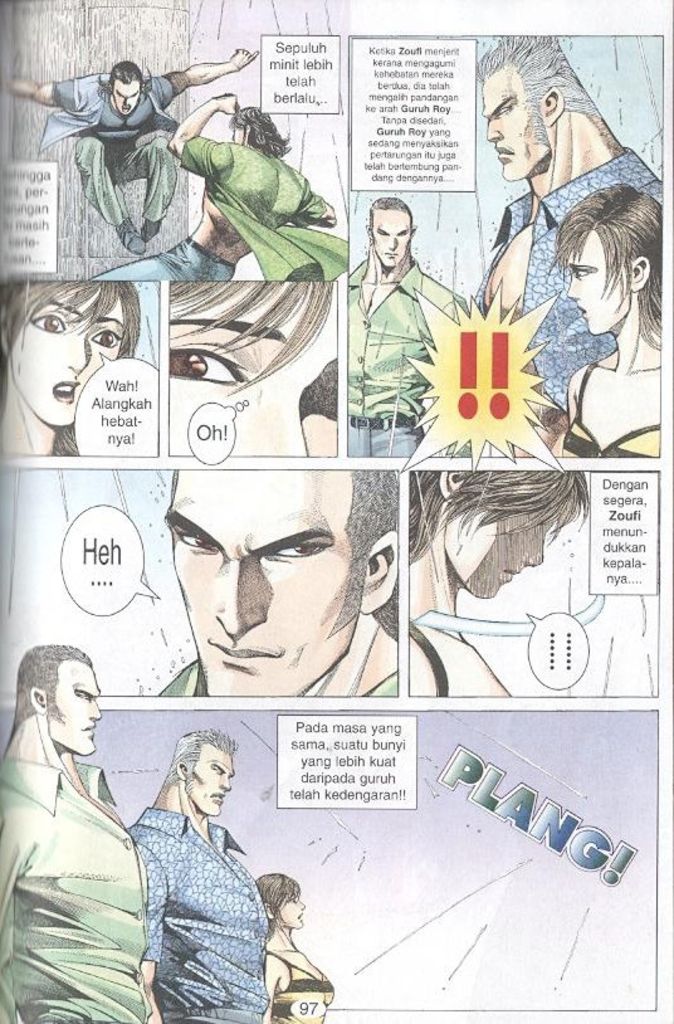 Sepuluh
minit lebih
telah
berlalu,..
masih
Ketika Zoufi menjerit
kerana mengagumi
kehebatan mereka
berdua, dia telah
mengalih pandangan
ke arah Guruh Roy....
Tanpa disedari,
Guruh Roy yang
sedang menyaksikan
pertarungan itu juga
telah bertembung pan-
dang dengannya....
!!
Wah!
Alangkah
hebat-
nya!
Oh!
Heh
....
Dengan
segera,
Zoufi
menun-
dukkan
kepala-
nya....
Pada masa yang
sama, suatu bunyi
yang lebih kuat
daripada guruh
telah kedengaran!!
PLANG!
97